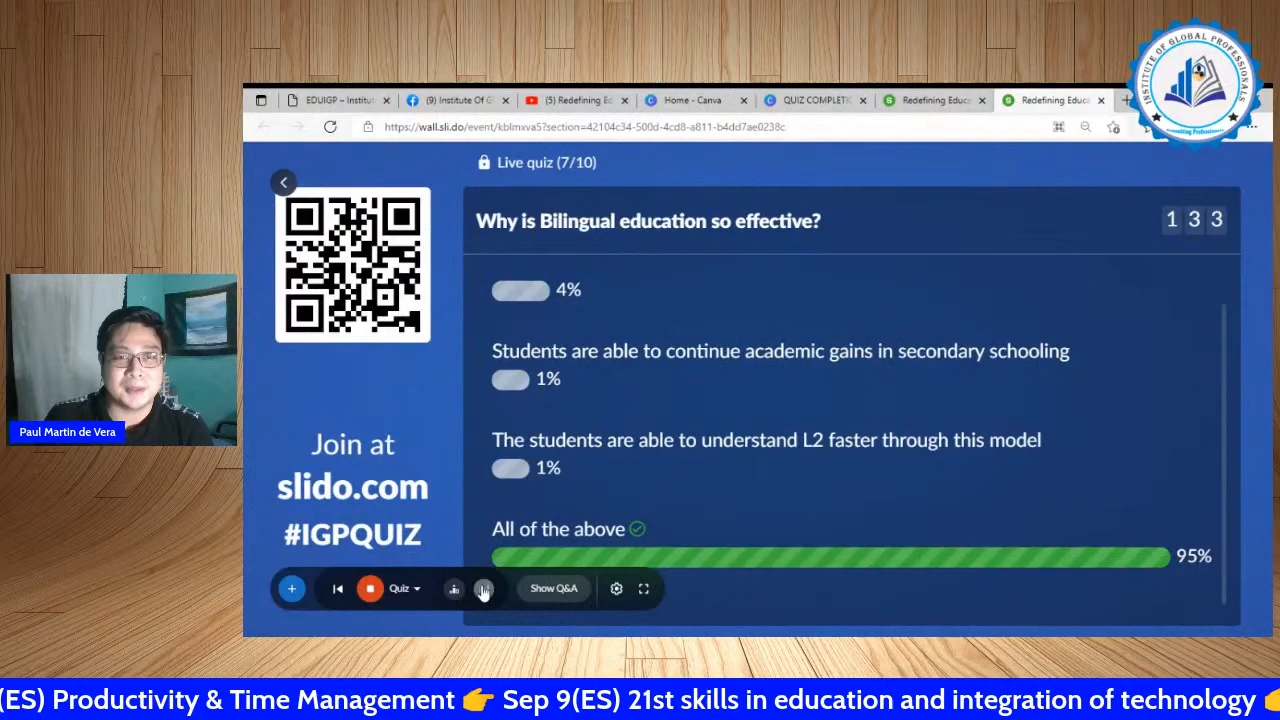 INSTITUTE OF GLOBAL PROFESSIONALS
EDUIGP – Institu
(9) Institute Of G
(5) Redefining Ed
Home - Canva
QUIZ COMPLETI
Redefining Educa
Redefining Educa
https://wall.sli.do/event/kblmxva5?section=42104c34-500d-4cd8-a811-b4dd7ae0238c
Live quiz (7/10)
Why is Bilingual education so effective?
1 3 3
4%
Students are able to continue academic gains in secondary schooling
1%
The students are able to understand L2 faster through this model
1%
All of the above
95%
Join at
slido.com
#IGPQUIZ
Quiz
Show Q&A
Paul Martin de Vera
(ES) Productivity & Time Management 👉 Sep 9(ES) 21st skills in education and integration of technology 👉